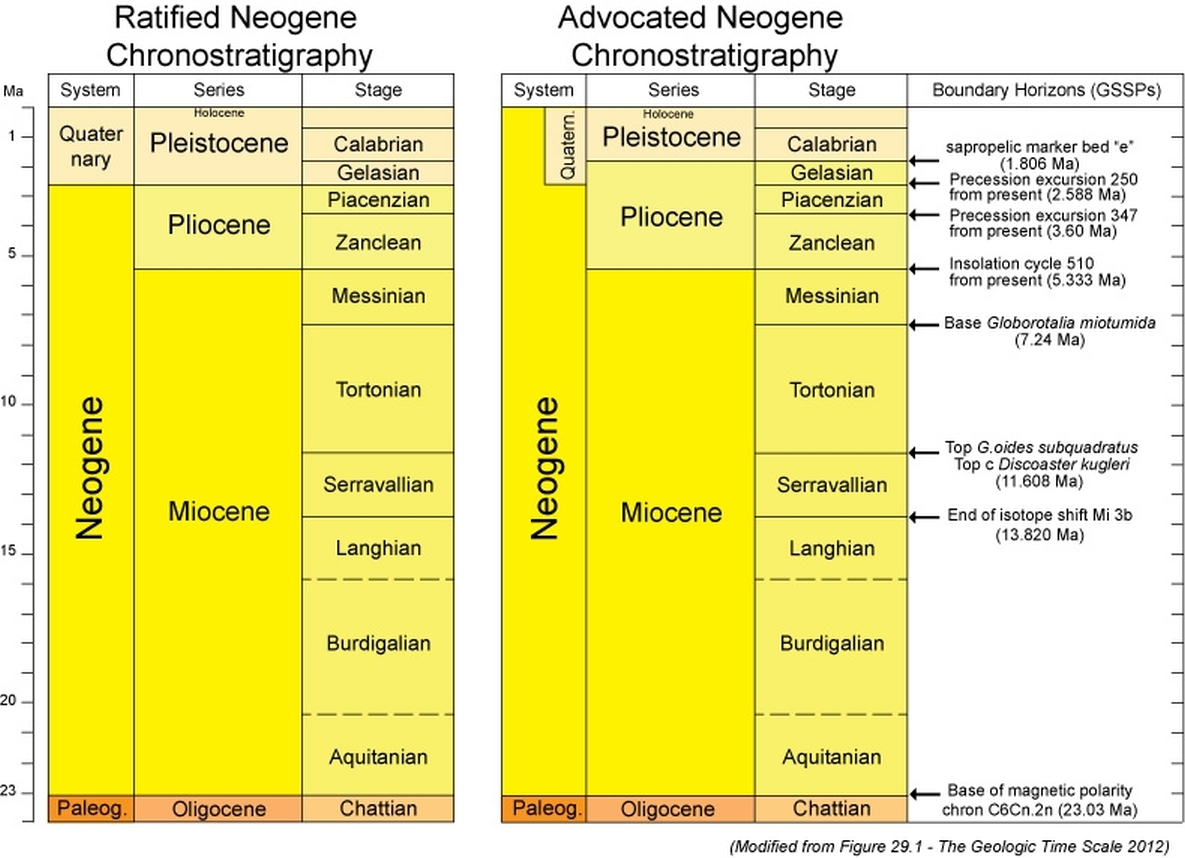 Ratified Neogene
Chronostratigraphy
Advocated Neogene
Chronostratigraphy
Ma
System
Series
Stage
System
Series
Stage
Boundary Horizons (GSSPs)
1
5
10
15
20
23
Quater
nary
Neogene
Paleog.
Holocene
Pleistocene
Pliocene
Miocene
Oligocene
Calabrian
Gelasian
Piacenzian
Zanclean
Messinian
Tortonian
Serravallian
Langhian
Burdigalian
Aquitanian
Chattian
Neogene
Quatern.
Paleog.
Holocene
Pleistocene
Pliocene
Miocene
Oligocene
Calabrian
Gelasian
Piacenzian
Zanclean
Messinian
Tortonian
Serravallian
Langhian
Burdigalian
Aquitanian
Chattian
sapropelic marker bed "e"
(1.806 Ma)
Precession excursion 250
from present (2.588 Ma)
Precession excursion 347
from present (3.60 Ma)
Insolation cycle 510
from present (5.333 Ma)
Base Globorotalia miotumida
(7.24 Ma)
Top G.oides subquadratus
Top c Discoaster kugleri
(11.608 Ma)
End of isotope shift Mi 3b
(13.820 Ma)
Base of magnetic polarity
chron C6Cn.2n (23.03 Ma)
(Modified from Figure 29.1 - The Geologic Time Scale 2012)